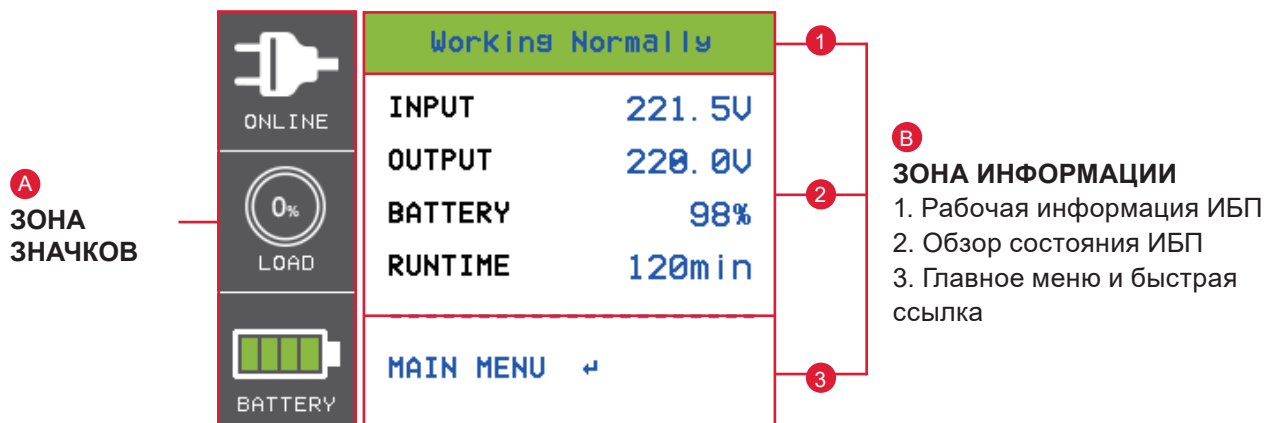 A
ЗОНА
ЗНАЧКОВ
ONLINE
0%
LOAD
BATTERY
Working Normally
INPUT 221.5V
OUTPUT 220.0V
BATTERY 98%
RUNTIME 120min
MAIN MENU ↵
1
2
3
B
ЗОНА ИНФОРМАЦИИ
1. Рабочая информация ИБП
2. Обзор состояния ИБП
3. Главное меню и быстрая
ссылка